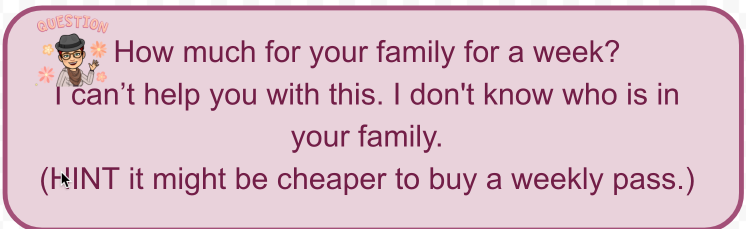 QUESTION
How much for your family for a week?
I can't help you with this. I don't know who is in
your family.
(HINT it might be cheaper to buy a weekly pass.)